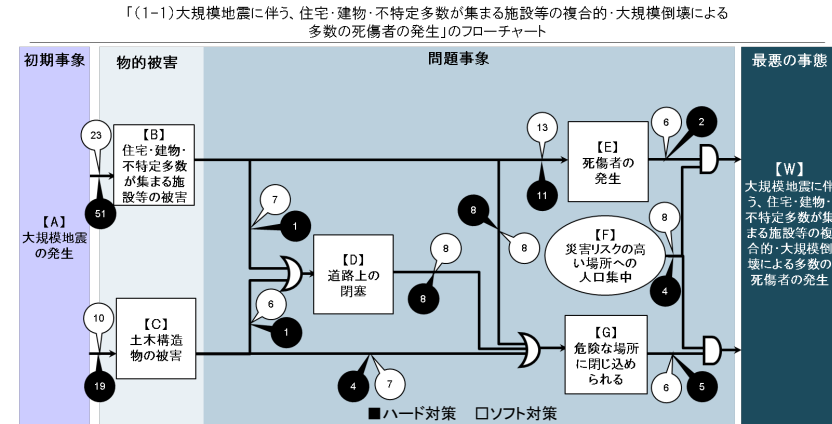 「(1-1)大規模地震に伴う、住宅・建物・不特定多数が集まる施設等の複合的・大規模倒壊による
多数の死傷者の発生」のフローチャート
初期事象
物的被害
問題事象
最悪の事態
【A】
大規模地震
の発生
23
51
【B】
住宅・建物・
不特定多数
が集まる施
設等の被害
10
19
【C】
土木構造
物の被害
7
1
6
1
【D】
道路上の
閉塞
8
8
4
7
8
8
13
11
【E】
死傷者の
発生
6
2
【F】
災害リスクの高
い場所への
人口集中
8
4
【G】
危険な場所
に閉じ込め
られる
6
5
【W】
大規模地震に伴
う、住宅・建物・
不特定多数が集
まる施設等の複
合的・大規模倒
壊による多数の
死傷者の発生
■ハード対策 □ソフト対策